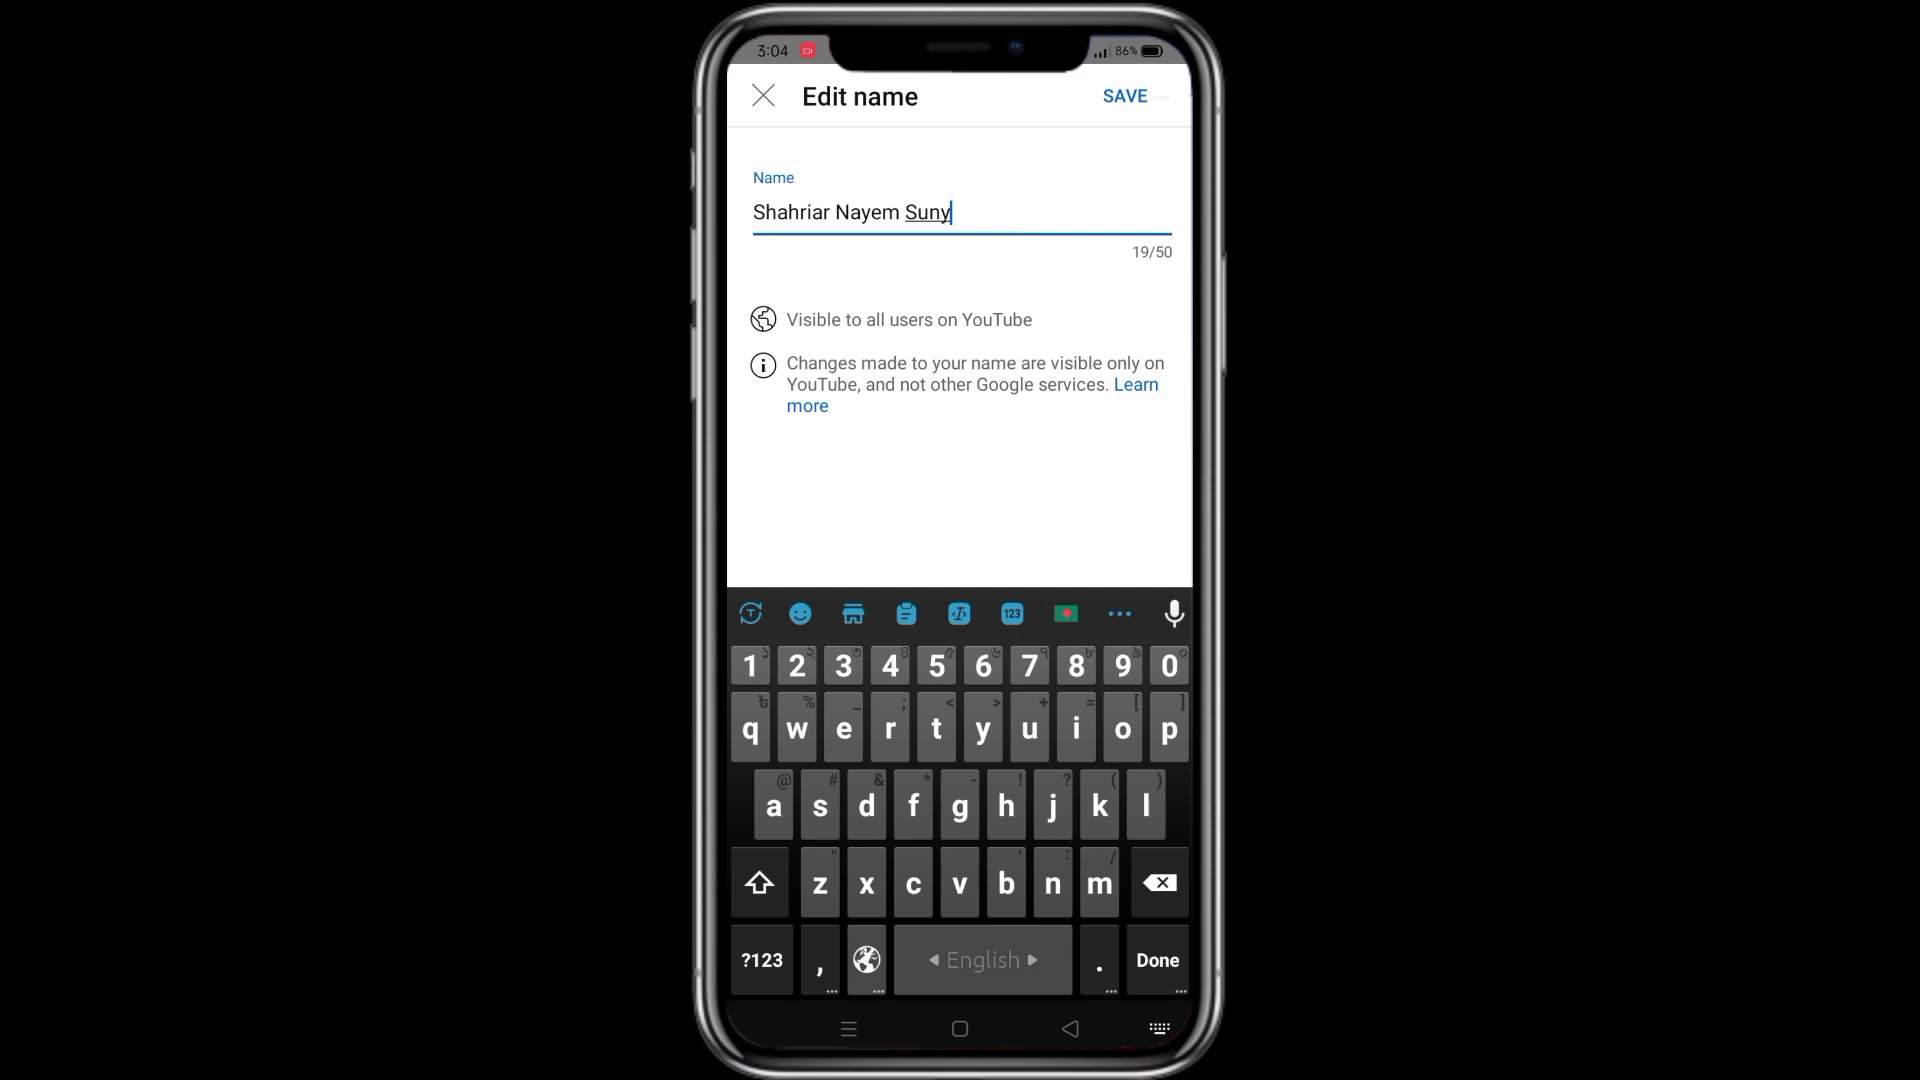 3:04 86%
Edit name SAVE
Name
Shahriar Nayem Suny
19/50
Visible to all users on YouTube
Changes made to your name are visible only on
YouTube, and not other Google services. Learn
more
123
1 2 3 4 5 6 7 8 9 0
% _ ; < > + = [ ]
q w e r t y u i o p
@ # & * - ! ? ( )
a s d f g h j k l
" ' : /
z x c v b n m
?123 , English . Done